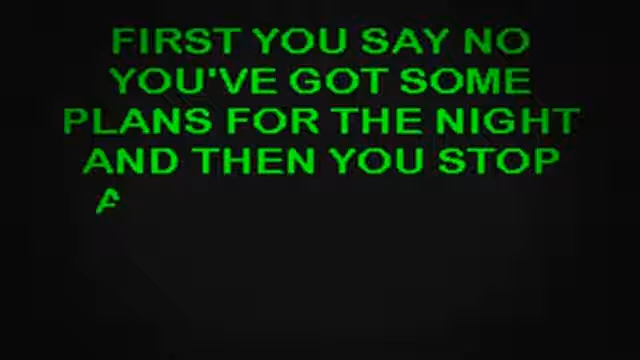 FIRST YOU SAY NO
YOU'VE GOT SOME
PLANS FOR THE NIGHT
AND THEN YOU STOP
A